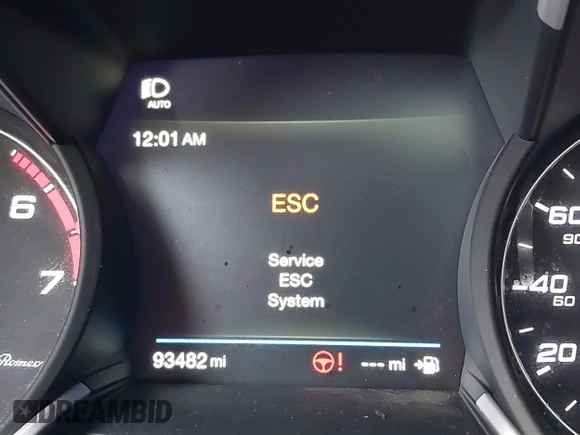 AUTO
12:01 AM
ESC
Service
ESC
System
6
7
Romeo
60
90
40
60
20
93482 mi
! --- mi
DREAMBID